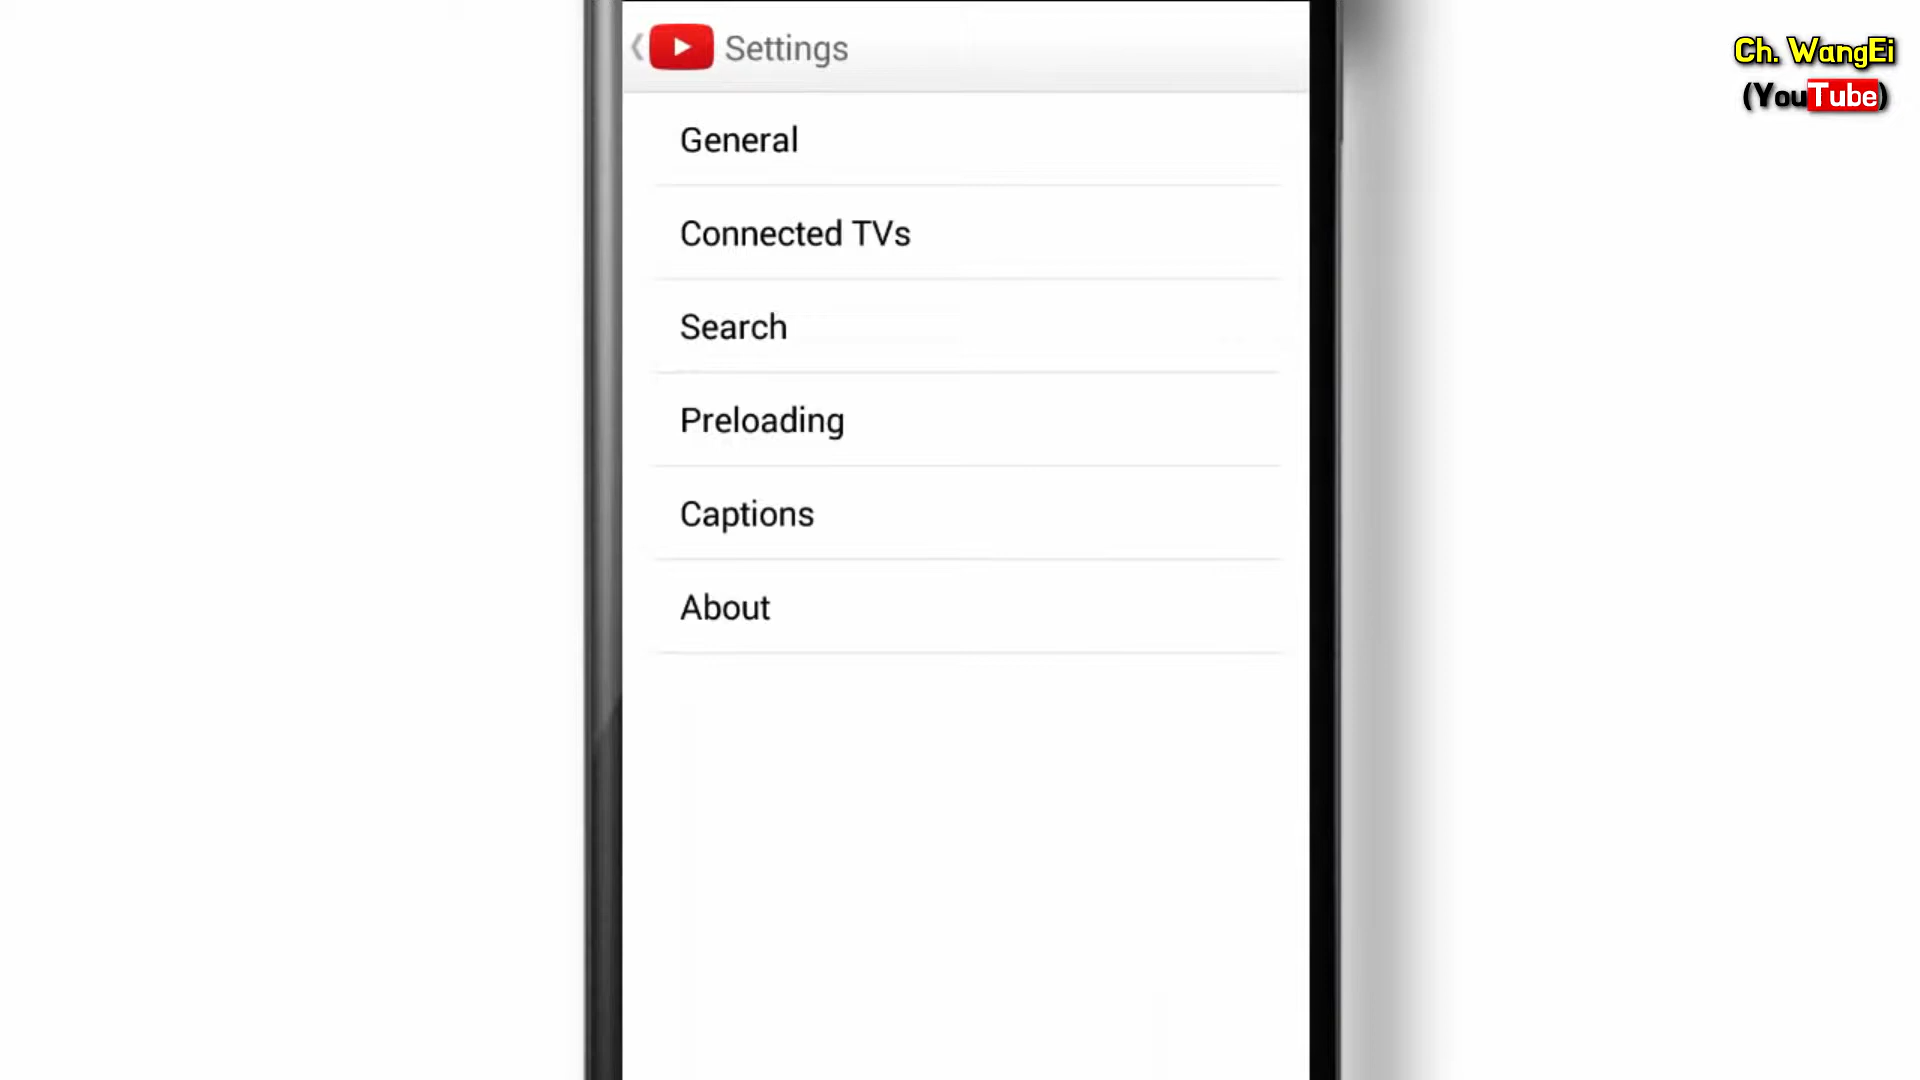 Settings
Ch. WangEi
(YouTube)
General
Connected TVs
Search
Preloading
Captions
About